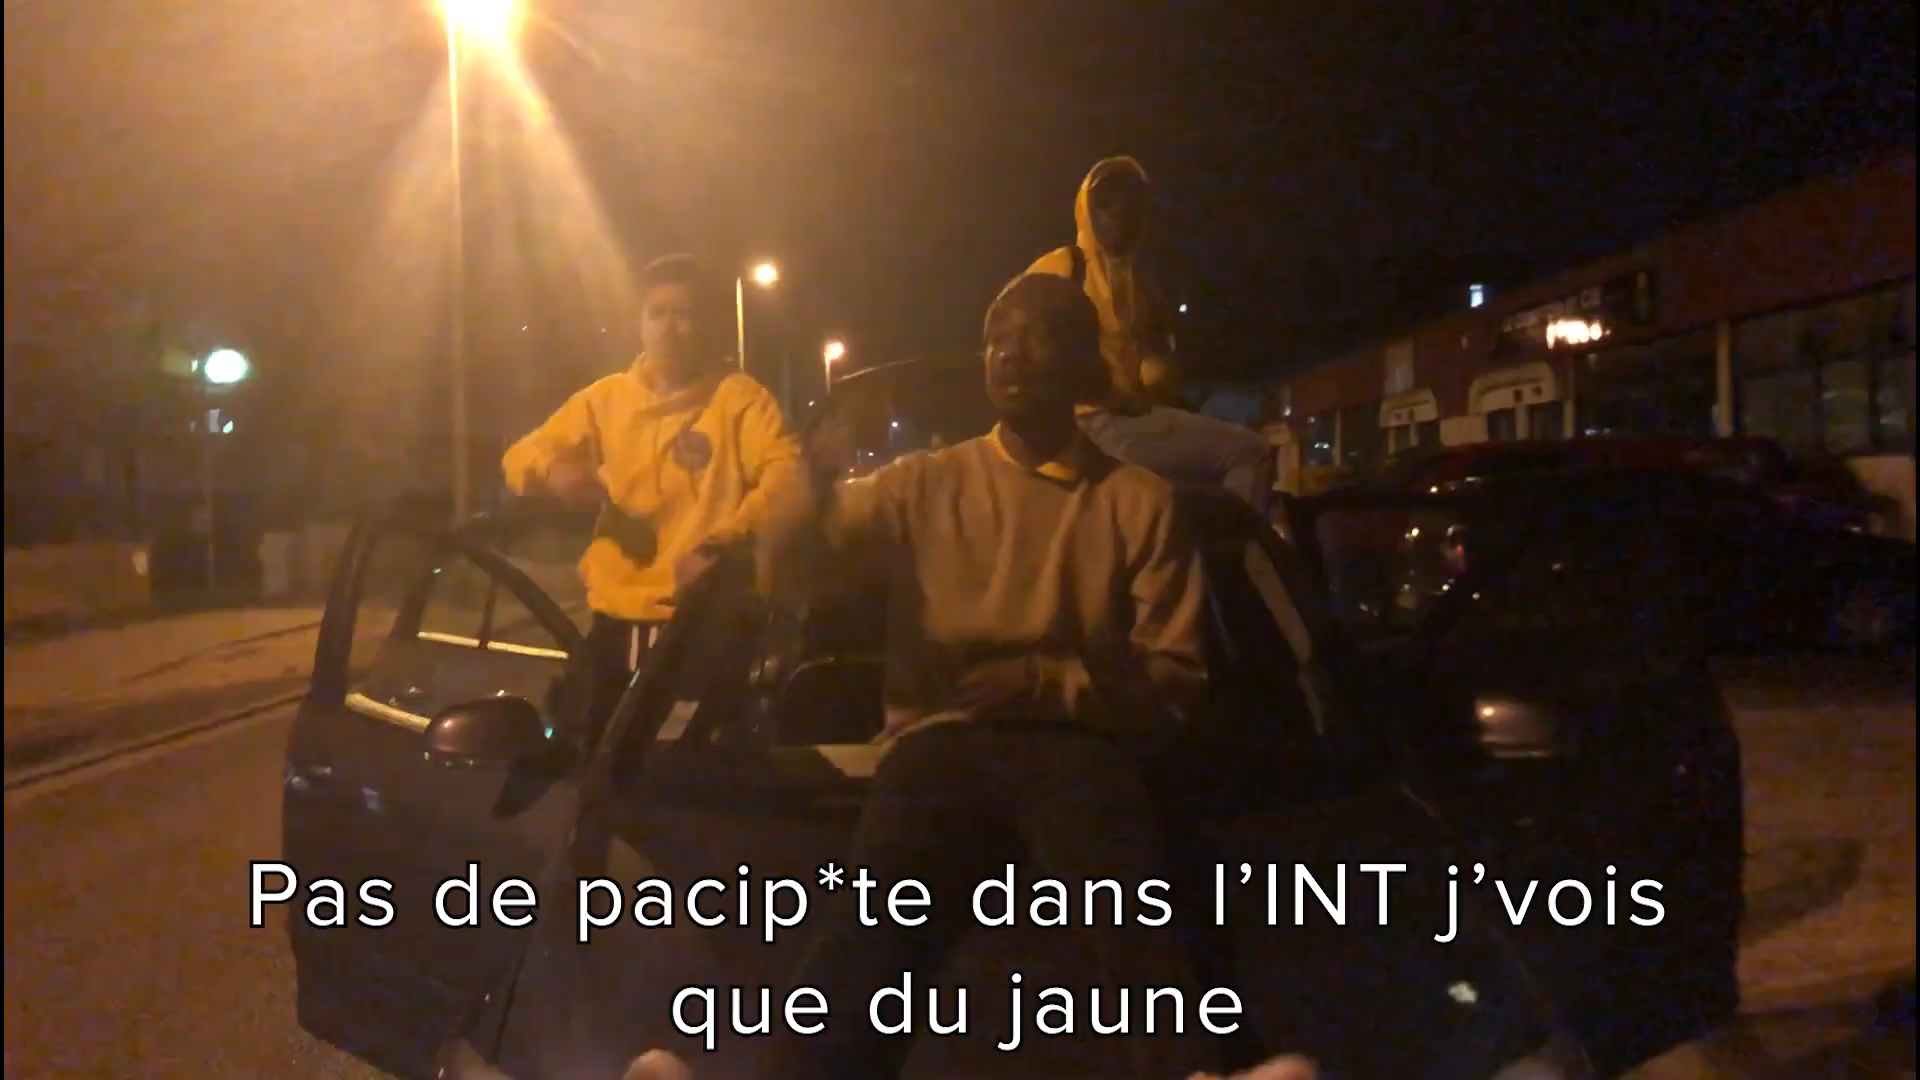 Pas de pacip*te dans l’INT j’vois
que du jaune